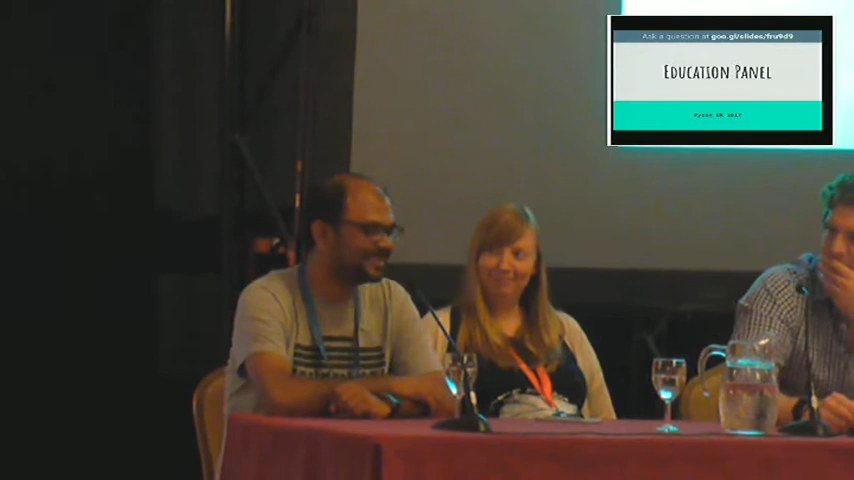 Ask a question at goo.gl/slides/fru9d9
Education Panel
Pycon UK 2017